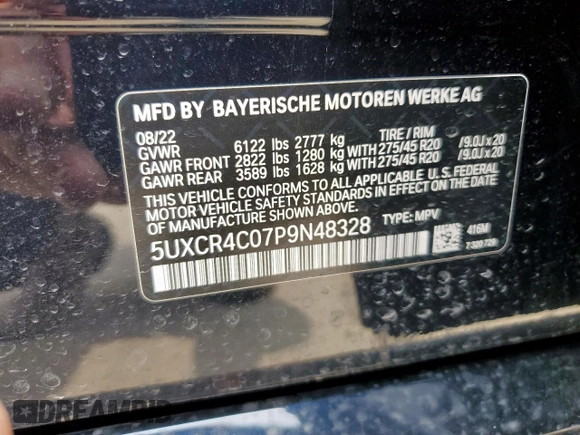 MFD BY BAYERISCHE MOTOREN WERKE AG
08/22 TIRE / RIM
GVWR 6122 lbs 2777 kg
GAWR FRONT 2822 lbs 1280 kg WITH 275/45 R20 /9.0J x 20
GAWR REAR 3589 lbs 1628 kg WITH 275/45 R20 /9.0J x 20
THIS VEHICLE CONFORMS TO ALL APPLICABLE U. S. FEDERAL
MOTOR VEHICLE SAFETY STANDARDS IN EFFECT ON THE DATE
OF MANUFACTURE SHOWN ABOVE.
5UXCR4C07P9N48328 TYPE: MPV 416M
7 320 729
DREAMBID